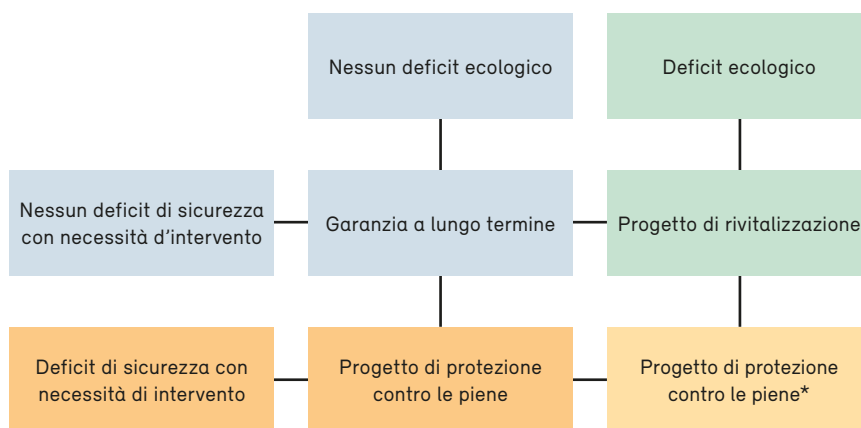 Nessun deficit ecologico
Deficit ecologico
Nessun deficit di sicurezza
con necessità d'intervento
Garanzia a lungo termine
Progetto di rivitalizzazione
Deficit di sicurezza con
necessità di intervento
Progetto di protezione
contro le piene
Progetto di protezione
contro le piene*